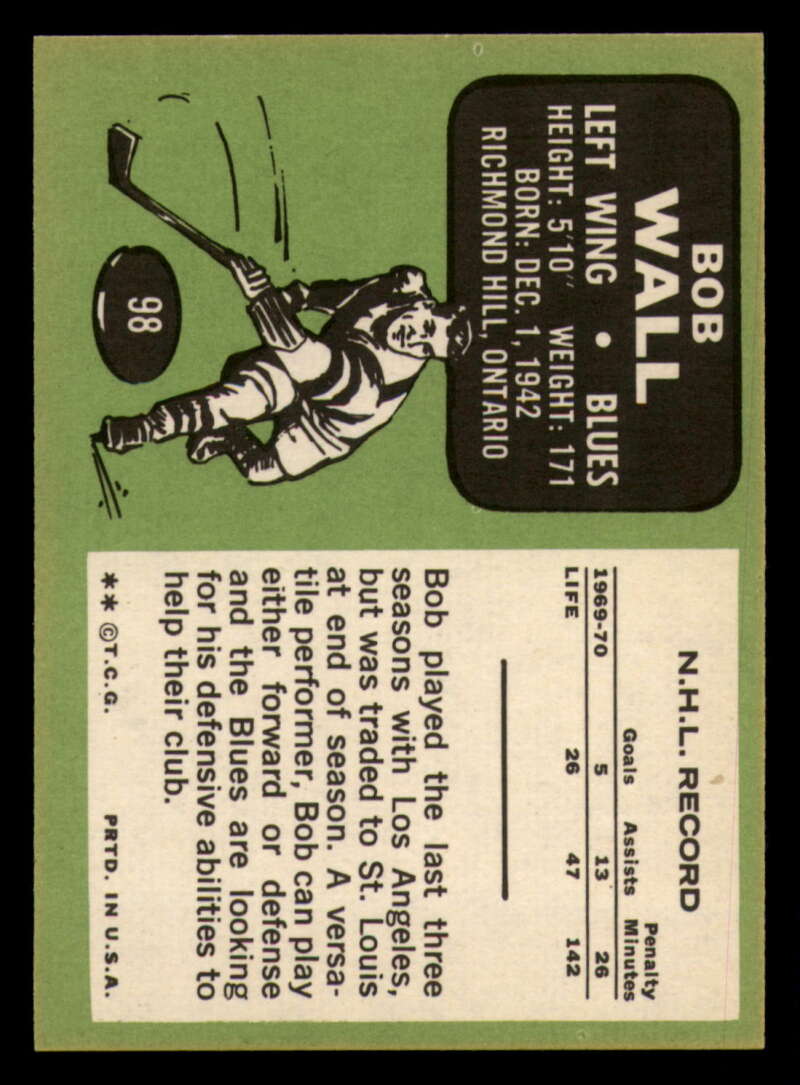 BOB
WALL
LEFT WING • BLUES
HEIGHT: 5'10" WEIGHT: 171
BORN: DEC. 1, 1942
RICHMOND HILL, ONTARIO
98
N.H.L. RECORD
Penalty
Goals Assists Minutes
1969-70 5 13 26
LIFE 26 47 142
Bob played the last three
seasons with Los Angeles,
but was traded to St. Louis
at end of season. A versa-
tile performer, Bob can play
either forward or defense
and the Blues are looking
for his defensive abilities to
help their club.
** ©T.C.G. PRTD. IN U.S.A.